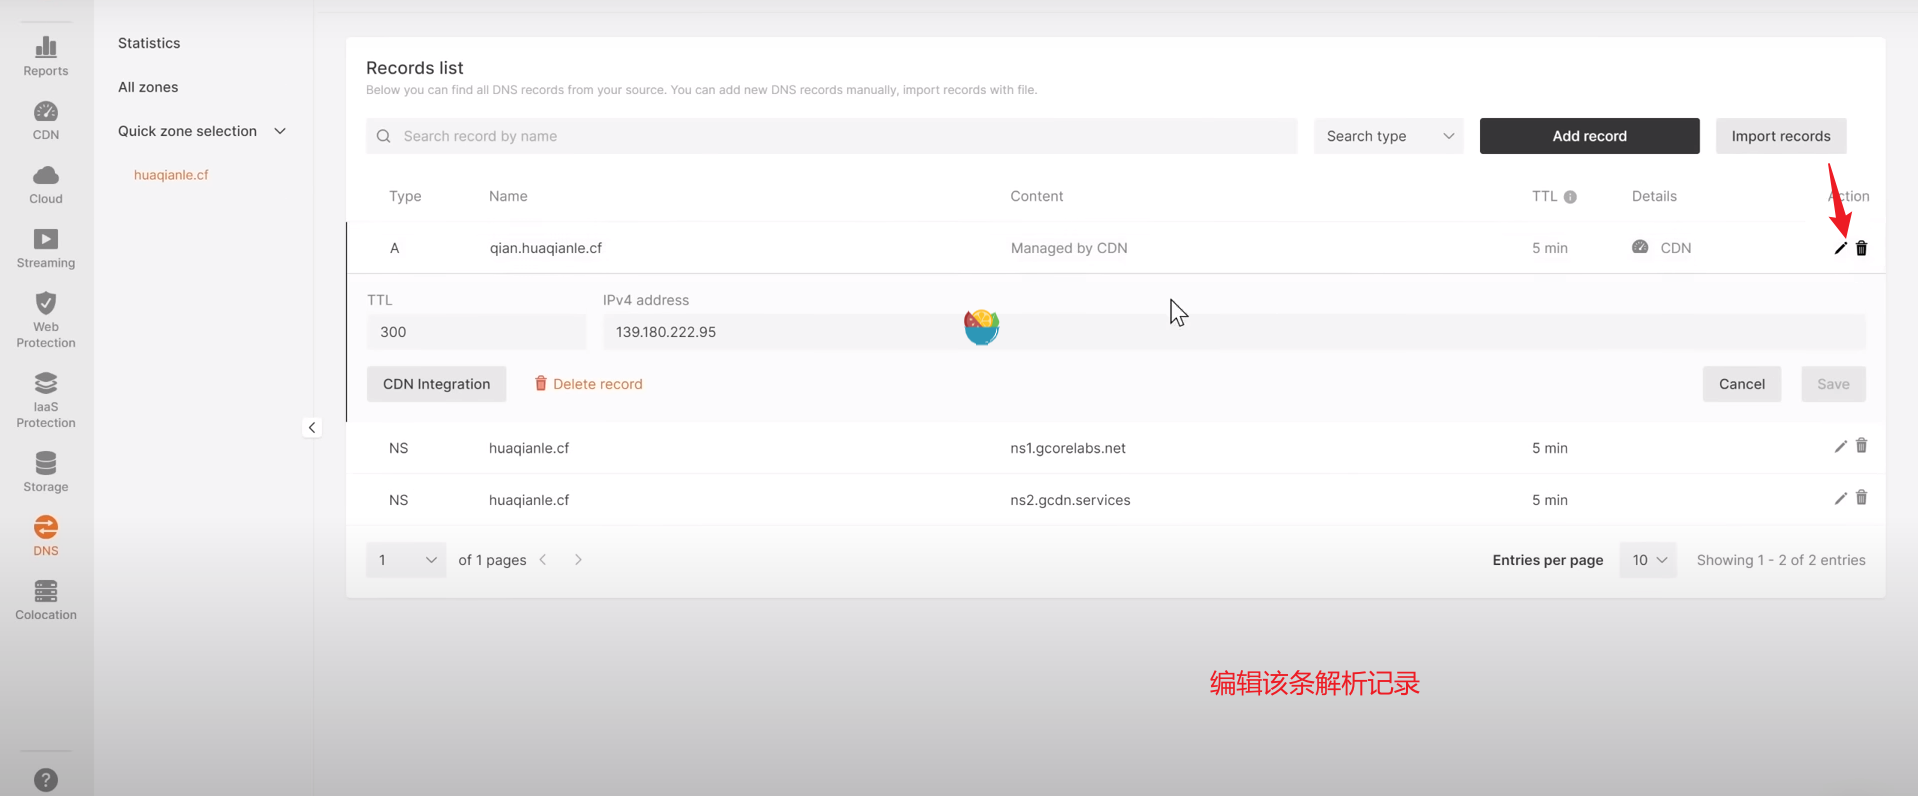 Reports
CDN
Cloud
Streaming
Web
Protection
IaaS
Protection
Storage
DNS
Colocation
?
Statistics
All zones
Quick zone selection
huaqianle.cf
Records list
Below you can find all DNS records from your source. You can add new DNS records manually, import records with file.
Search record by name
Search type
Add record
Import records
Type Name Content TTL Details Action
A qian.huaqianle.cf Managed by CDN 5 min CDN
TTL IPv4 address
300 139.180.222.95
CDN Integration Delete record Cancel Save
NS huaqianle.cf ns1.gcorelabs.net 5 min
NS huaqianle.cf ns2.gcdn.services 5 min
1 of 1 pages Entries per page 10 Showing 1 - 2 of 2 entries
编辑该条解析记录